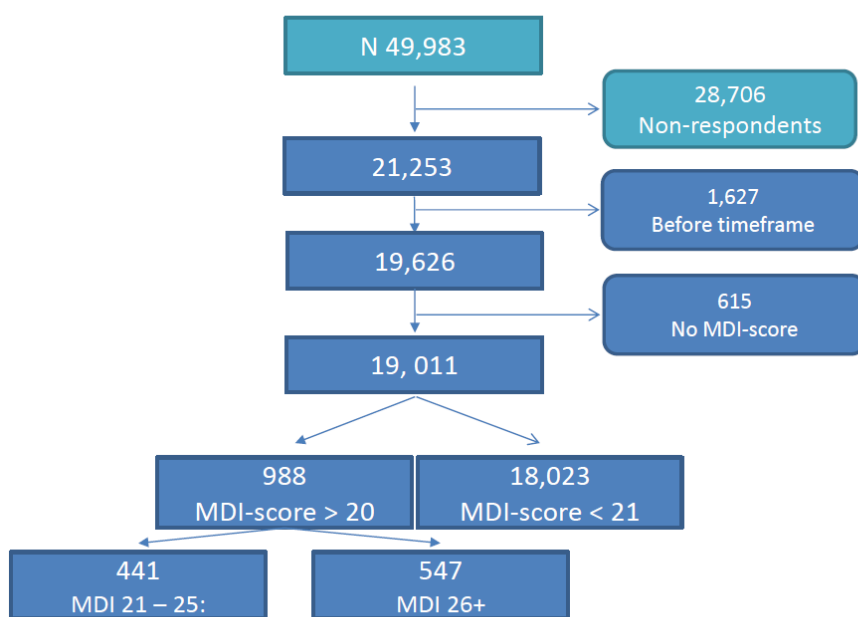 N 49,983
28,706
Non-respondents
21,253
1,627
Before timeframe
19,626
615
No MDI-score
19, 011
988
MDI-score > 20
18,023
MDI-score < 21
441
MDI 21 – 25:
547
MDI 26+